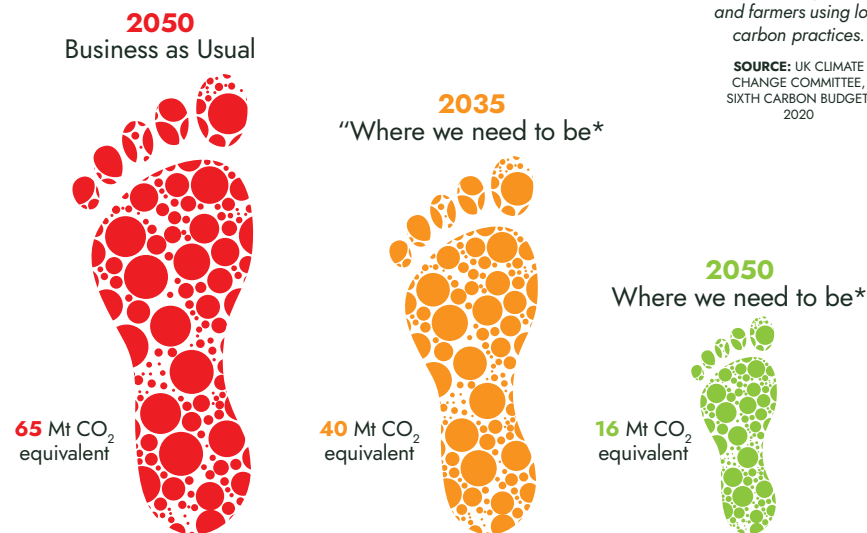 2050
Business as Usual
and farmers using lo
carbon practices.
SOURCE: UK CLIMATE
CHANGE COMMITTEE,
SIXTH CARBON BUDGET
2020
2035
“Where we need to be*
2050
Where we need to be*
65 Mt CO₂
equivalent
40 Mt CO₂
equivalent
16 Mt CO₂
equivalent